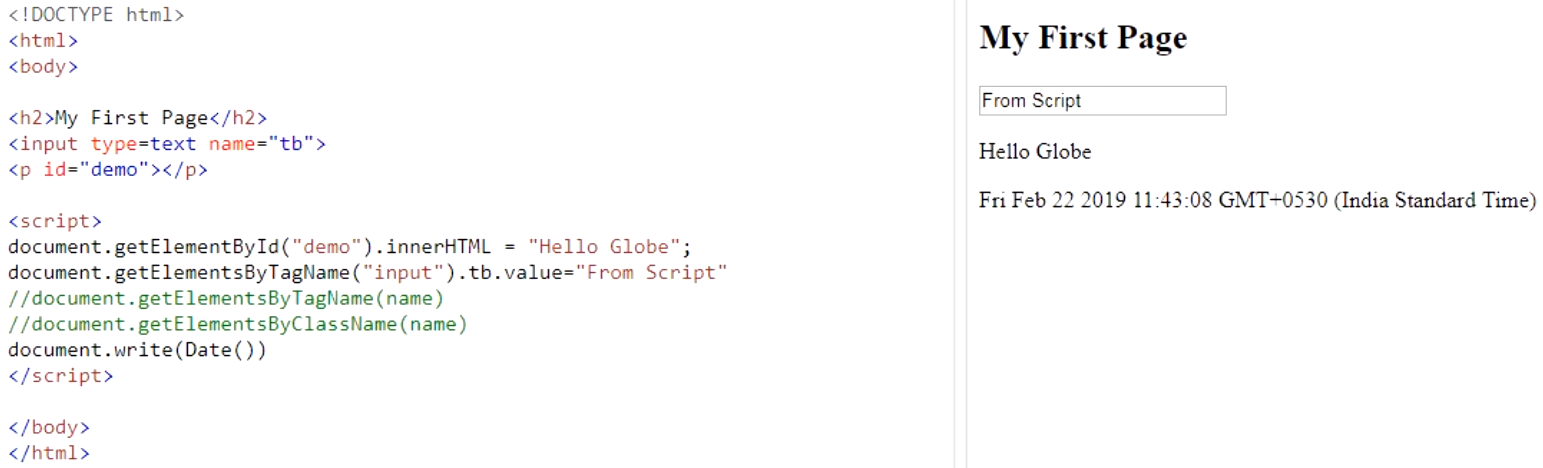 <!DOCTYPE html>
<html>
<body>
<h2>My First Page</h2>
<input type=text name="tb">
<p id="demo"></p>
<script>
document.getElementById("demo").innerHTML = "Hello Globe";
document.getElementsByTagName("input").tb.value="From Script"
//document.getElementsByTagName(name)
//document.getElementsByClassName(name)
document.write(Date())
</script>
</body>
</html>
My First Page
From Script
Hello Globe
Fri Feb 22 2019 11:43:08 GMT+0530 (India Standard Time)